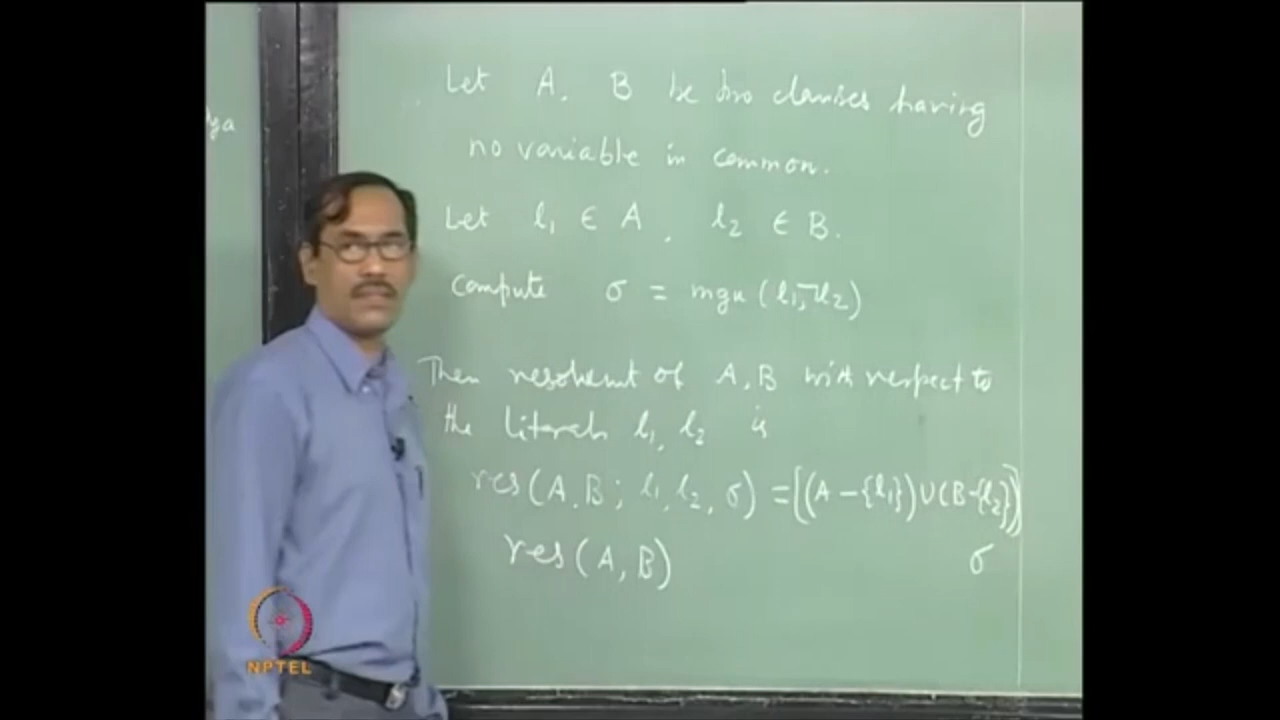 ya
Let A, B be two clauses having
no variable in common.
Let l₁ ∈ A, l₂ ∈ B.
Compute σ = mgu (l₁, ¬l₂)
Then resolvent of A, B with respect to
the literals l₁, l₂ is
res(A, B; l₁, l₂, σ) = [(A - {l₁}) ∪ (B - {l₂})]
σ
res(A, B)
NPTEL